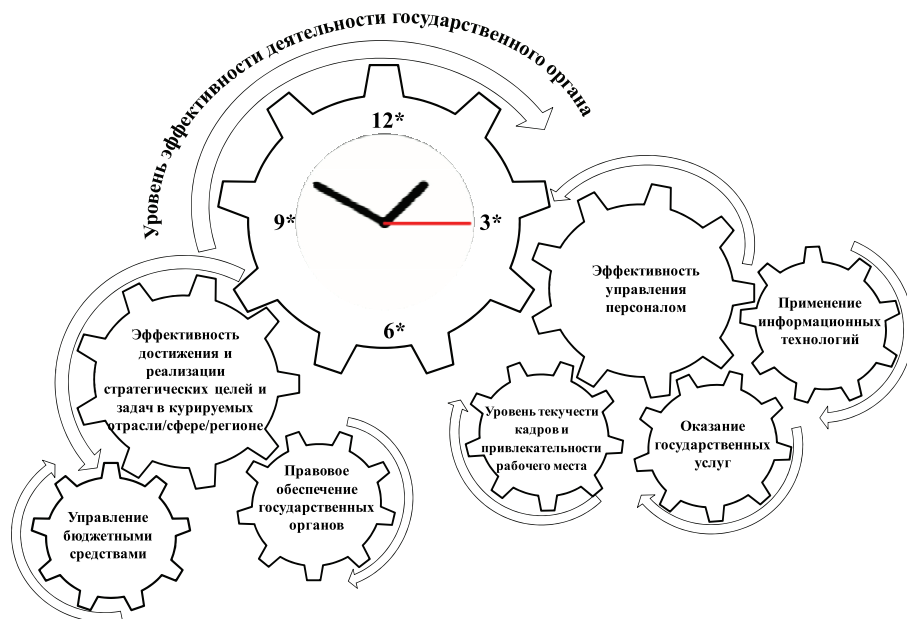 Уровень эффективности деятельности государственного органа
12*
9*
3*
6*
Эффективность
управления
персоналом
Применение
информационных
технологий
Эффективность
достижения и
реализации
стратегических целей и
задач в курируемых
отрасли/сфере/регионе
Уровень текучести
кадров и
привлекательности
рабочего места
Оказание
государственных
услуг
Правовое
обеспечение
государственных
органов
Управление
бюджетными
средствами